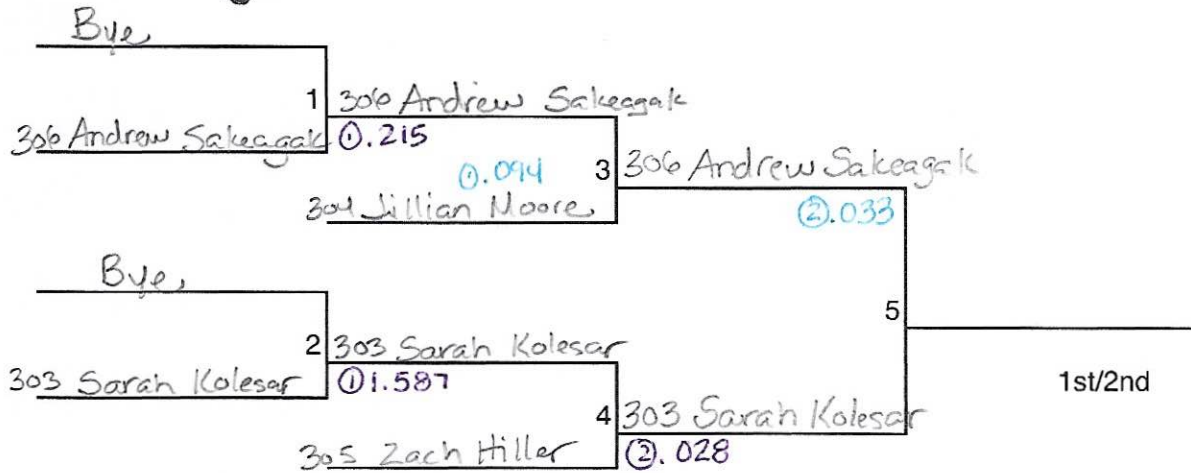 Bye
1 306 Andrew Sakeagak
306 Andrew Sakeagak ①.215
①.094 3 306 Andrew Sakeagak
304 Jillian Moore ②.033
Bye
5
2 303 Sarah Kolesar
303 Sarah Kolesar ①1.587 1st/2nd
4 303 Sarah Kolesar
305 Zach Hiller ②.028